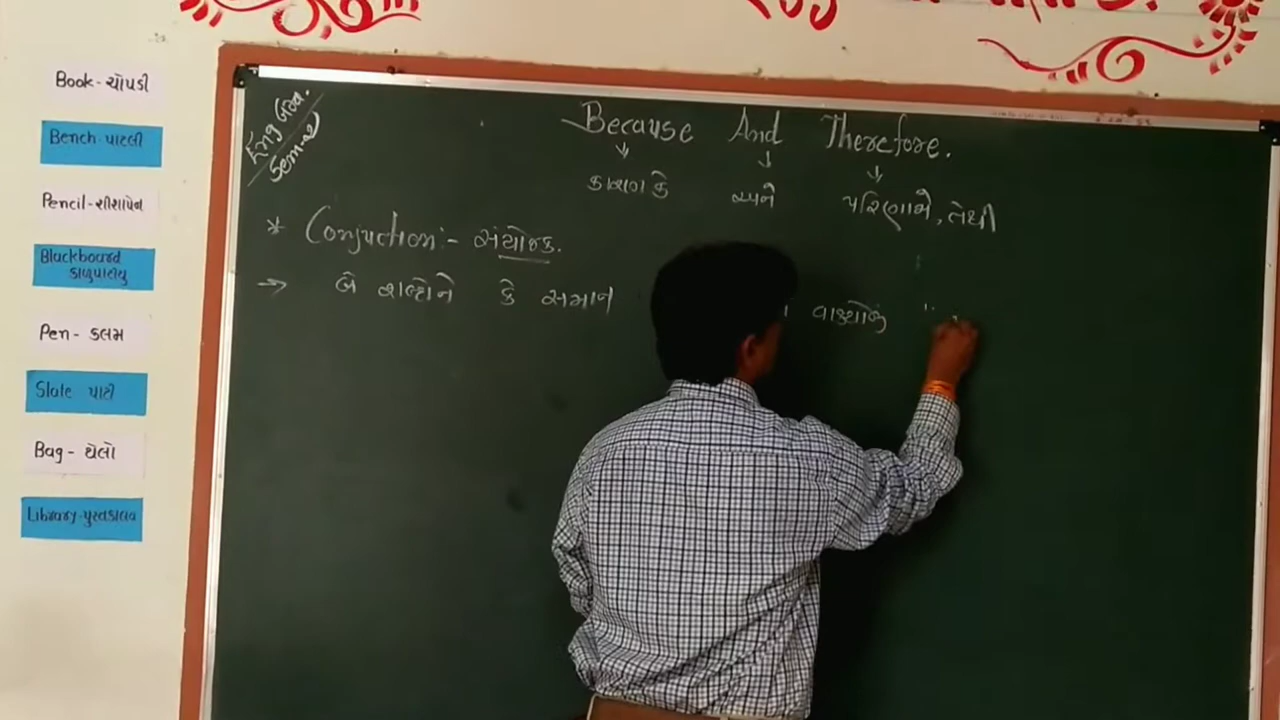 Book - ચોપડી
Bench - પાટલી
Pencil - સીસાપેન
Blackboard
કાળુપાટીયુ
Pen - કલમ
Slate પાટી
Bag - થેલો
Library - પુસ્તકાલય
Sem-2
Because And Therefore.
કારણ કે અને પરિણામે, તેથી
* Conjuction:- સંયોજક.
→ બે શબ્દોને કે સમાન વાક્યોને